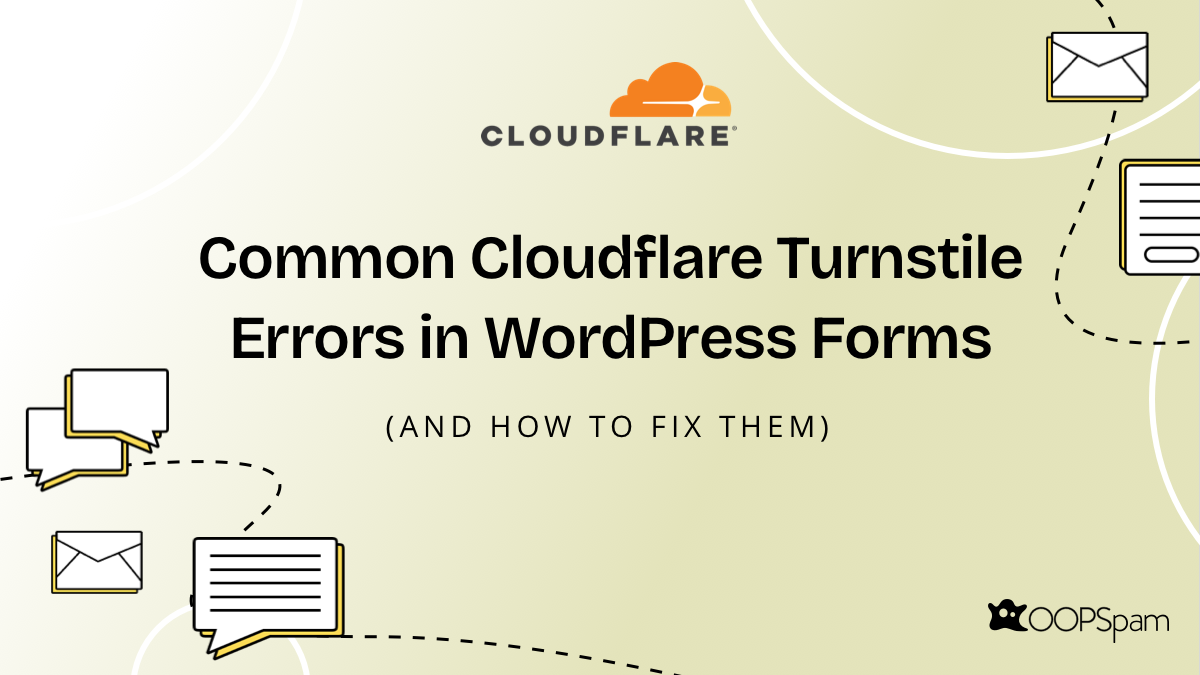 CLOUDFLARE®
Common Cloudflare Turnstile
Errors in WordPress Forms
(AND HOW TO FIX THEM)
OOPSpam